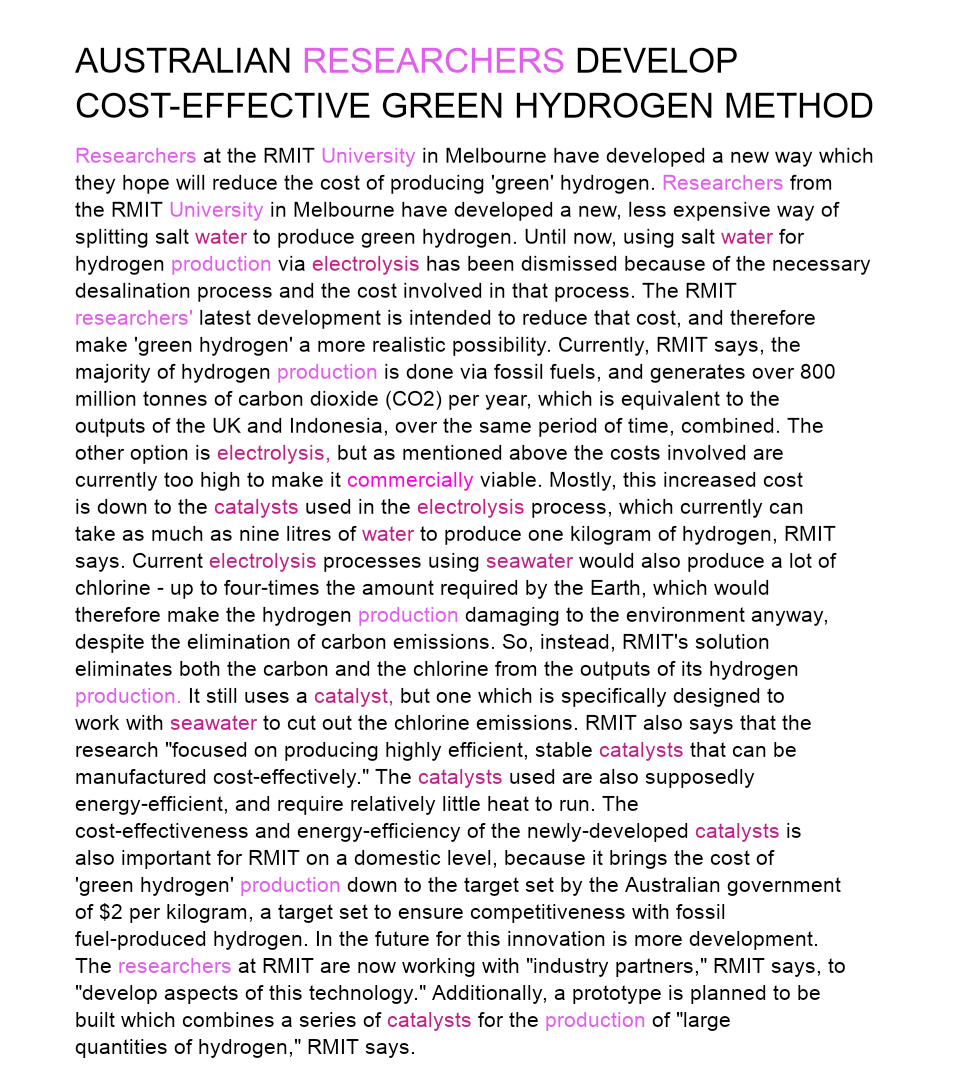 AUSTRALIAN RESEARCHERS DEVELOP
COST-EFFECTIVE GREEN HYDROGEN METHOD
Researchers at the RMIT University in Melbourne have developed a new way which
they hope will reduce the cost of producing 'green' hydrogen. Researchers from
the RMIT University in Melbourne have developed a new, less expensive way of
splitting salt water to produce green hydrogen. Until now, using salt water for
hydrogen production via electrolysis has been dismissed because of the necessary
desalination process and the cost involved in that process. The RMIT
researchers' latest development is intended to reduce that cost, and therefore
make 'green hydrogen' a more realistic possibility. Currently, RMIT says, the
majority of hydrogen production is done via fossil fuels, and generates over 800
million tonnes of carbon dioxide (CO2) per year, which is equivalent to the
outputs of the UK and Indonesia, over the same period of time, combined. The
other option is electrolysis, but as mentioned above the costs involved are
currently too high to make it commercially viable. Mostly, this increased cost
is down to the catalysts used in the electrolysis process, which currently can
take as much as nine litres of water to produce one kilogram of hydrogen, RMIT
says. Current electrolysis processes using seawater would also produce a lot of
chlorine - up to four-times the amount required by the Earth, which would
therefore make the hydrogen production damaging to the environment anyway,
despite the elimination of carbon emissions. So, instead, RMIT's solution
eliminates both the carbon and the chlorine from the outputs of its hydrogen
production. It still uses a catalyst, but one which is specifically designed to
work with seawater to cut out the chlorine emissions. RMIT also says that the
research "focused on producing highly efficient, stable catalysts that can be
manufactured cost-effectively." The catalysts used are also supposedly
energy-efficient, and require relatively little heat to run. The
cost-effectiveness and energy-efficiency of the newly-developed catalysts is
also important for RMIT on a domestic level, because it brings the cost of
'green hydrogen' production down to the target set by the Australian government
of $2 per kilogram, a target set to ensure competitiveness with fossil
fuel-produced hydrogen. In the future for this innovation is more development.
The researchers at RMIT are now working with "industry partners," RMIT says, to
"develop aspects of this technology." Additionally, a prototype is planned to be
built which combines a series of catalysts for the production of "large
quantities of hydrogen," RMIT says.